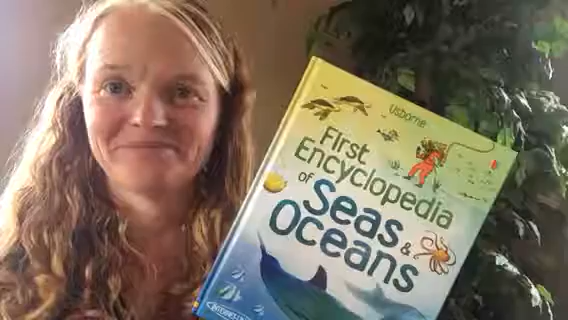 Usborne
First
Encyclopedia
of Seas &
Oceans